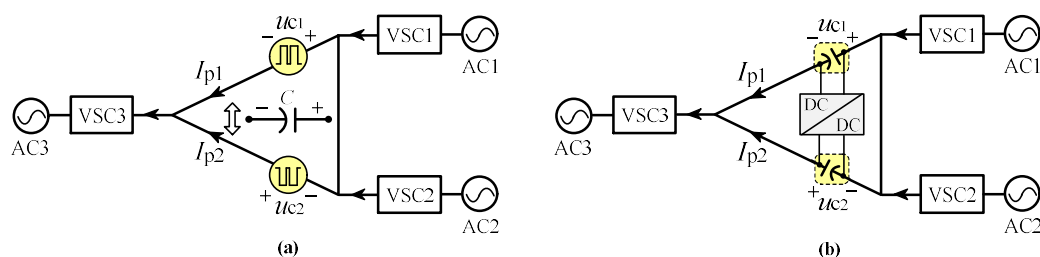 uc1
- +
VSC1
AC1
Ip1
VSC3
AC3
- C +
Ip2
+ -
uc2
VSC2
AC2
(a)
uc1
- +
VSC1
AC1
Ip1
DC
DC
VSC3
AC3
Ip2
+ -
uc2
VSC2
AC2
(b)